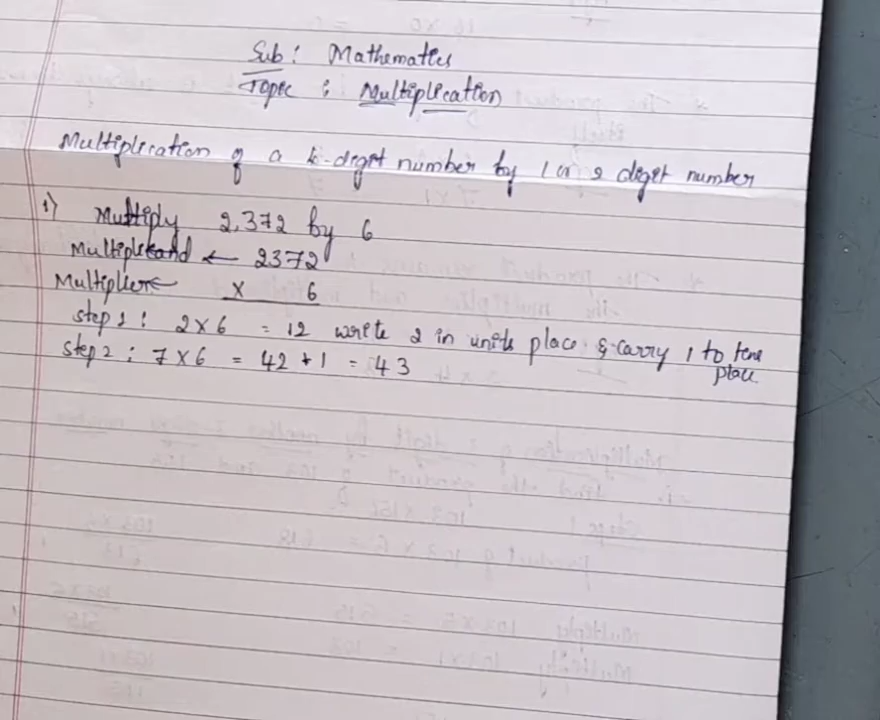 Sub : Mathematics
Topic : Multiplication
Multiplication of a 4-digit number by 1 or 2 digit number
1) Multiply 2,372 by 6
Multiplicand ← 2372
Multiplier ← x 6
Step 1 : 2 x 6 = 12 write 2 in units place & carry 1 to tens place
Step 2 : 7 x 6 = 42 + 1 = 43